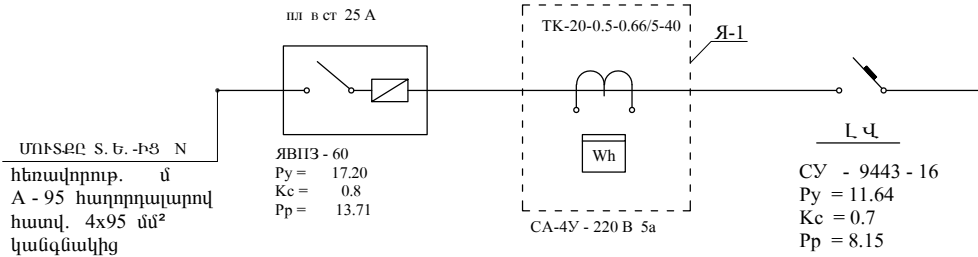 пл в ст 25 А
ТК-20-0.5-0.66/5-40
Я-1
ՄՈՒՏՔԸ Տ. Ե. -ԻՑ N
հեռավորութ. մ
A - 95 հաղորդալարով
հատվ. 4x95 մմ²
կանգնակից
ЯВПЗ - 60
Ру = 17.20
Кс = 0.8
Рр = 13.71
Wh
СА-4У - 220 В 5а
Լ Վ
СУ - 9443 - 16
Ру = 11.64
Кс = 0.7
Рр = 8.15